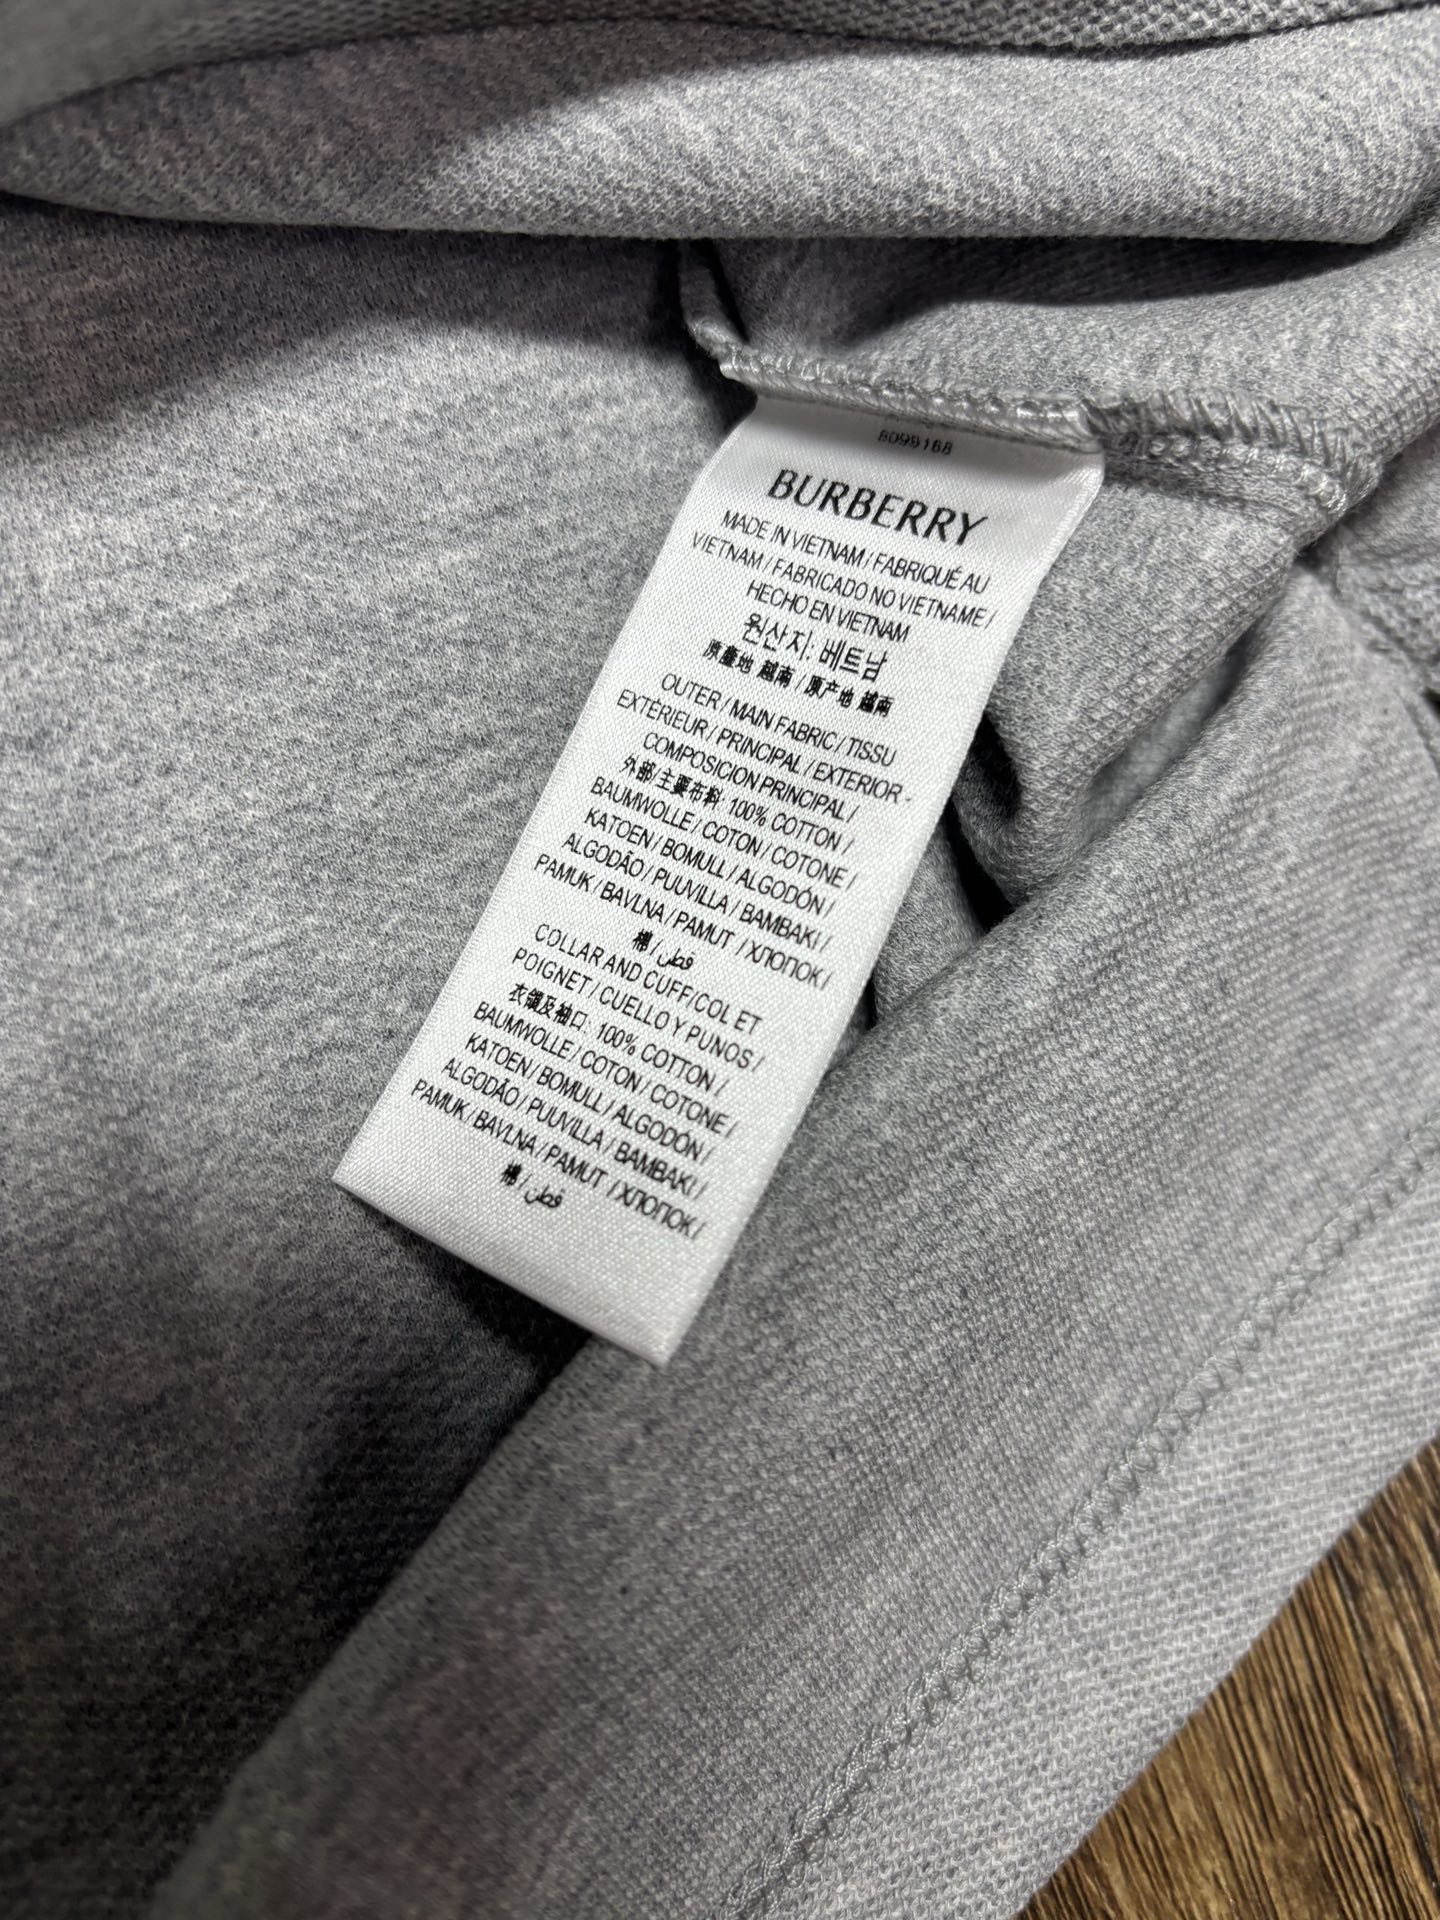 8099168
BURBERRY
MADE IN VIETNAM / FABRIQUÉ AU
VIETNAM / FABRICADO NO VIETNAME /
HECHO EN VIETNAM
원산지: 베트남
原產地 越南 / 原产地 越南
OUTER / MAIN FABRIC / TISSU
EXTÉRIEUR / PRINCIPAL / EXTERIOR -
COMPOSICION PRINCIPAL /
外部/主要布料: 100% COTTON /
BAUMWOLLE / COTON / COTONE /
KATOEN / BOMULL / ALGODÓN /
ALGODÃO / PUUVILLA / BAMBAKI /
PAMUK / BAVLNA / PAMUT / ХЛОПОК /
棉 / قطن
COLLAR AND CUFF/COL ET
POIGNET / CUELLO Y PUNOS /
衣領及袖口: 100% COTTON /
BAUMWOLLE / COTON / COTONE /
KATOEN / BOMULL / ALGODÓN /
ALGODÃO / PUUVILLA / BAMBAKI /
PAMUK / BAVLNA / PAMUT / ХЛОПОК /
棉 / قطن